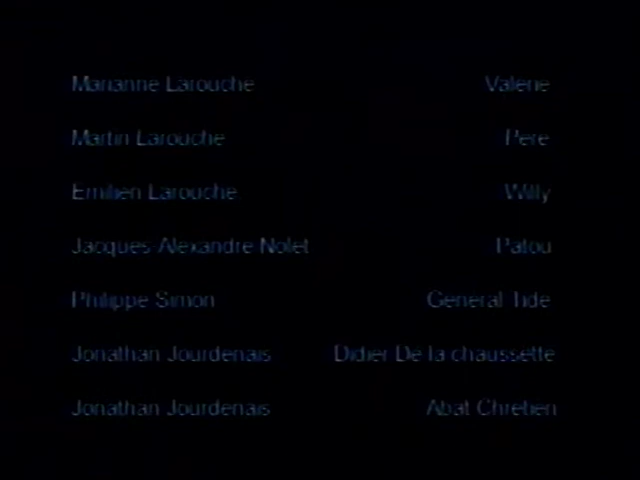 Marianne Larouche Valerie
Martin Larouche Pere
Emilien Larouche Willy
Jacques Alexandre Nolet Patou
Philippe Simon General Tide
Jonathan Jourdenais Didier De la chaussette
Jonathan Jourdenais Abat Chretien